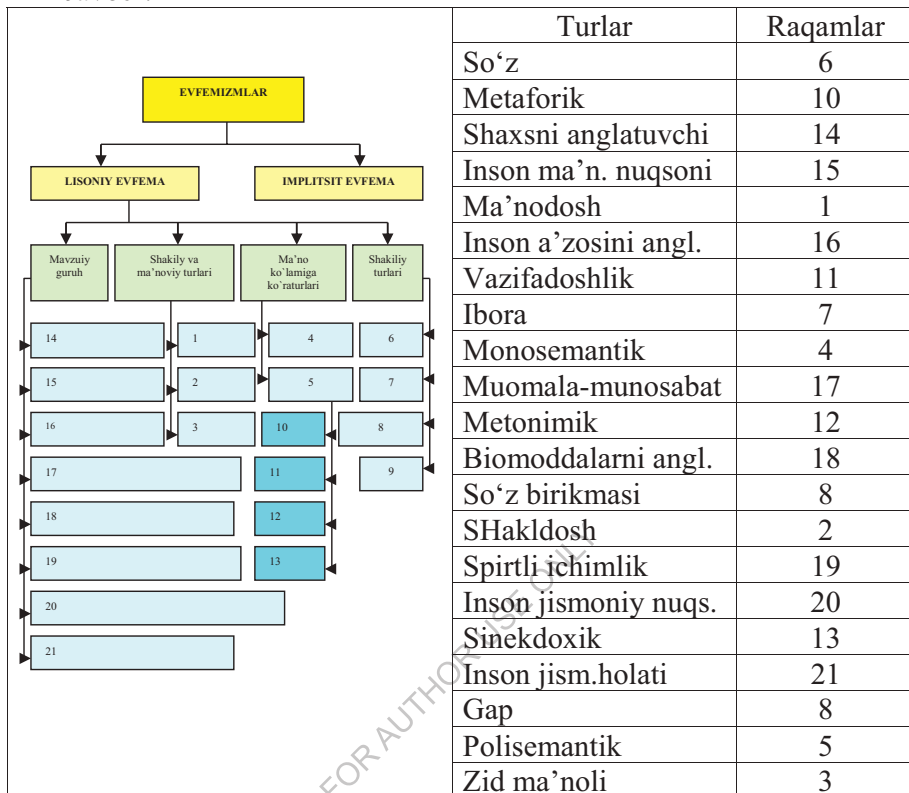 EVFEMIZMLAR
LISONIY EVFEMA
IMPLITSIT EVFEMA
Mavzuiy
guruh
Shakily va
ma'noviy turlari
Ma'no
ko`lamiga
ko`raturlari
Shakiliy
turlari
14
1
4
6
15
2
5
7
16
3
10
8
17
11
9
18
12
19
13
20
21
Turlar Raqamlar
So‘z 6
Metaforik 10
Shaxsni anglatuvchi 14
Inson ma’n. nuqsoni 15
Ma’nodosh 1
Inson a’zosini angl. 16
Vazifadoshlik 11
Ibora 7
Monosemantik 4
Muomala-munosabat 17
Metonimik 12
Biomoddalarni angl. 18
So‘z birikmasi 8
SHakldosh 2
Spirtli ichimlik 19
Inson jismoniy nuqs. 20
Sinekdoxik 13
Inson jism.holati 21
Gap 8
Polisemantik 5
Zid ma’noli 3
FOR AUTHOR USE ONLY